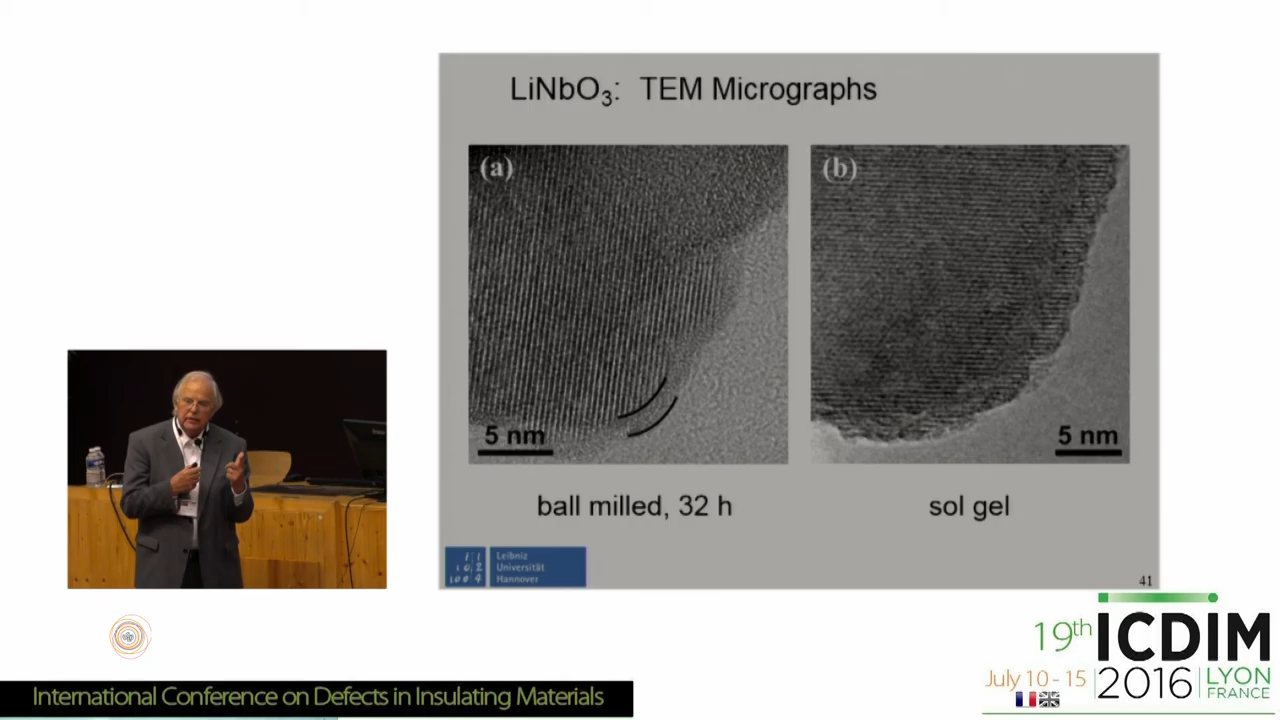 LiNbO₃: TEM Micrographs
(a)
(b)
5 nm
5 nm
ball milled, 32 h
sol gel
Leibniz
Universität
Hannover
41
19th ICDIM
July 10 - 15
2016
LYON
FRANCE
International Conference on Defects in Insulating Materials